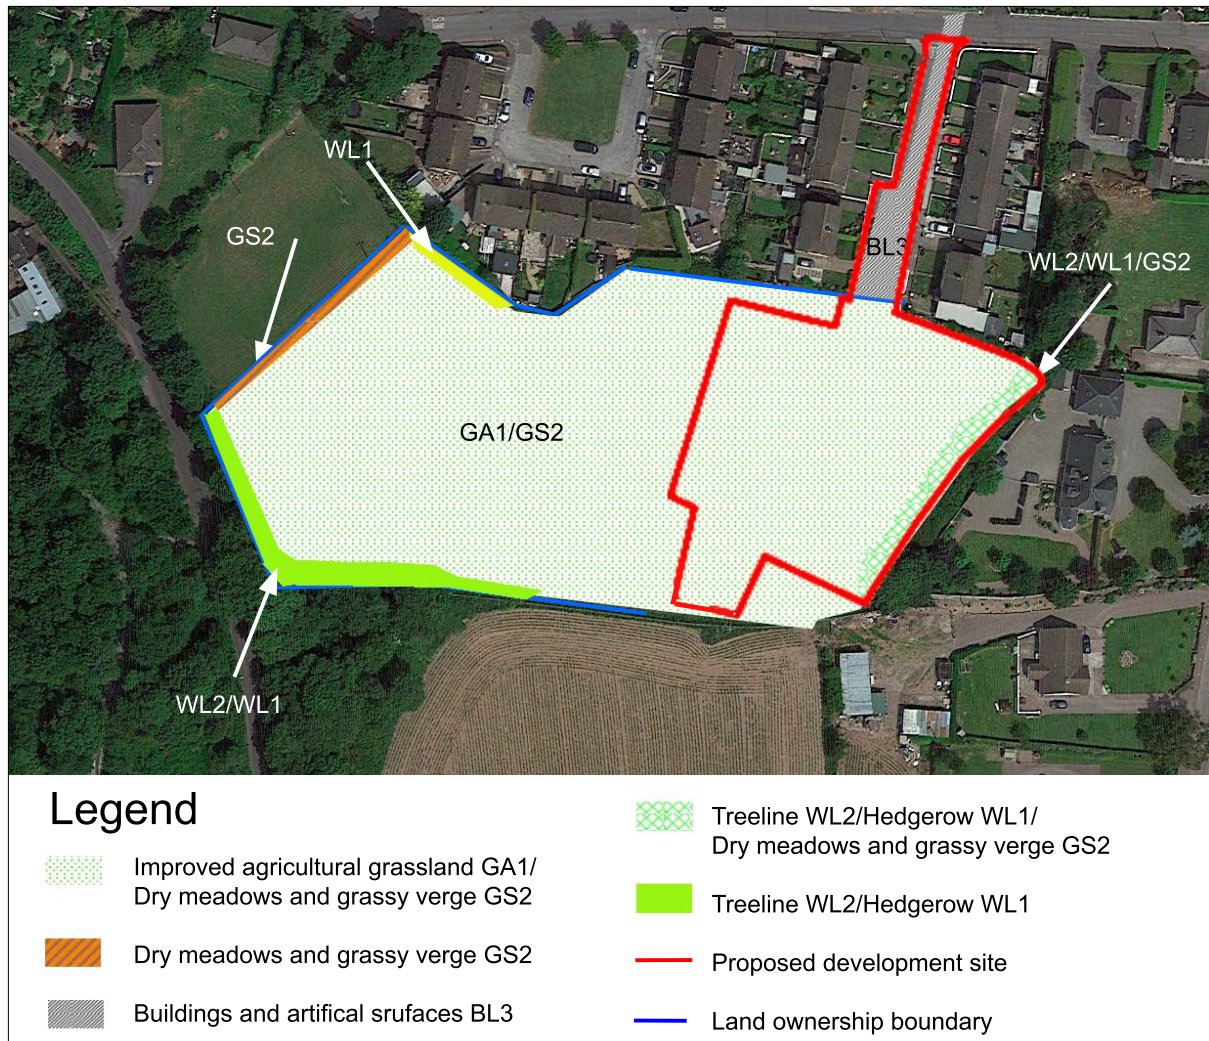 WL1
GS2
BL3
WL2/WL1/GS2
GA1/GS2
WL2/WL1
Legend
Improved agricultural grassland GA1/
Dry meadows and grassy verge GS2
Dry meadows and grassy verge GS2
Buildings and artifical srufaces BL3
Treeline WL2/Hedgerow WL1/
Dry meadows and grassy verge GS2
Treeline WL2/Hedgerow WL1
Proposed development site
Land ownership boundary